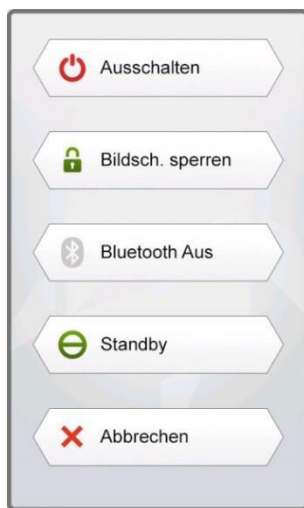 Ausschalten
Bildsch. sperren
Bluetooth Aus
Standby
Abbrechen